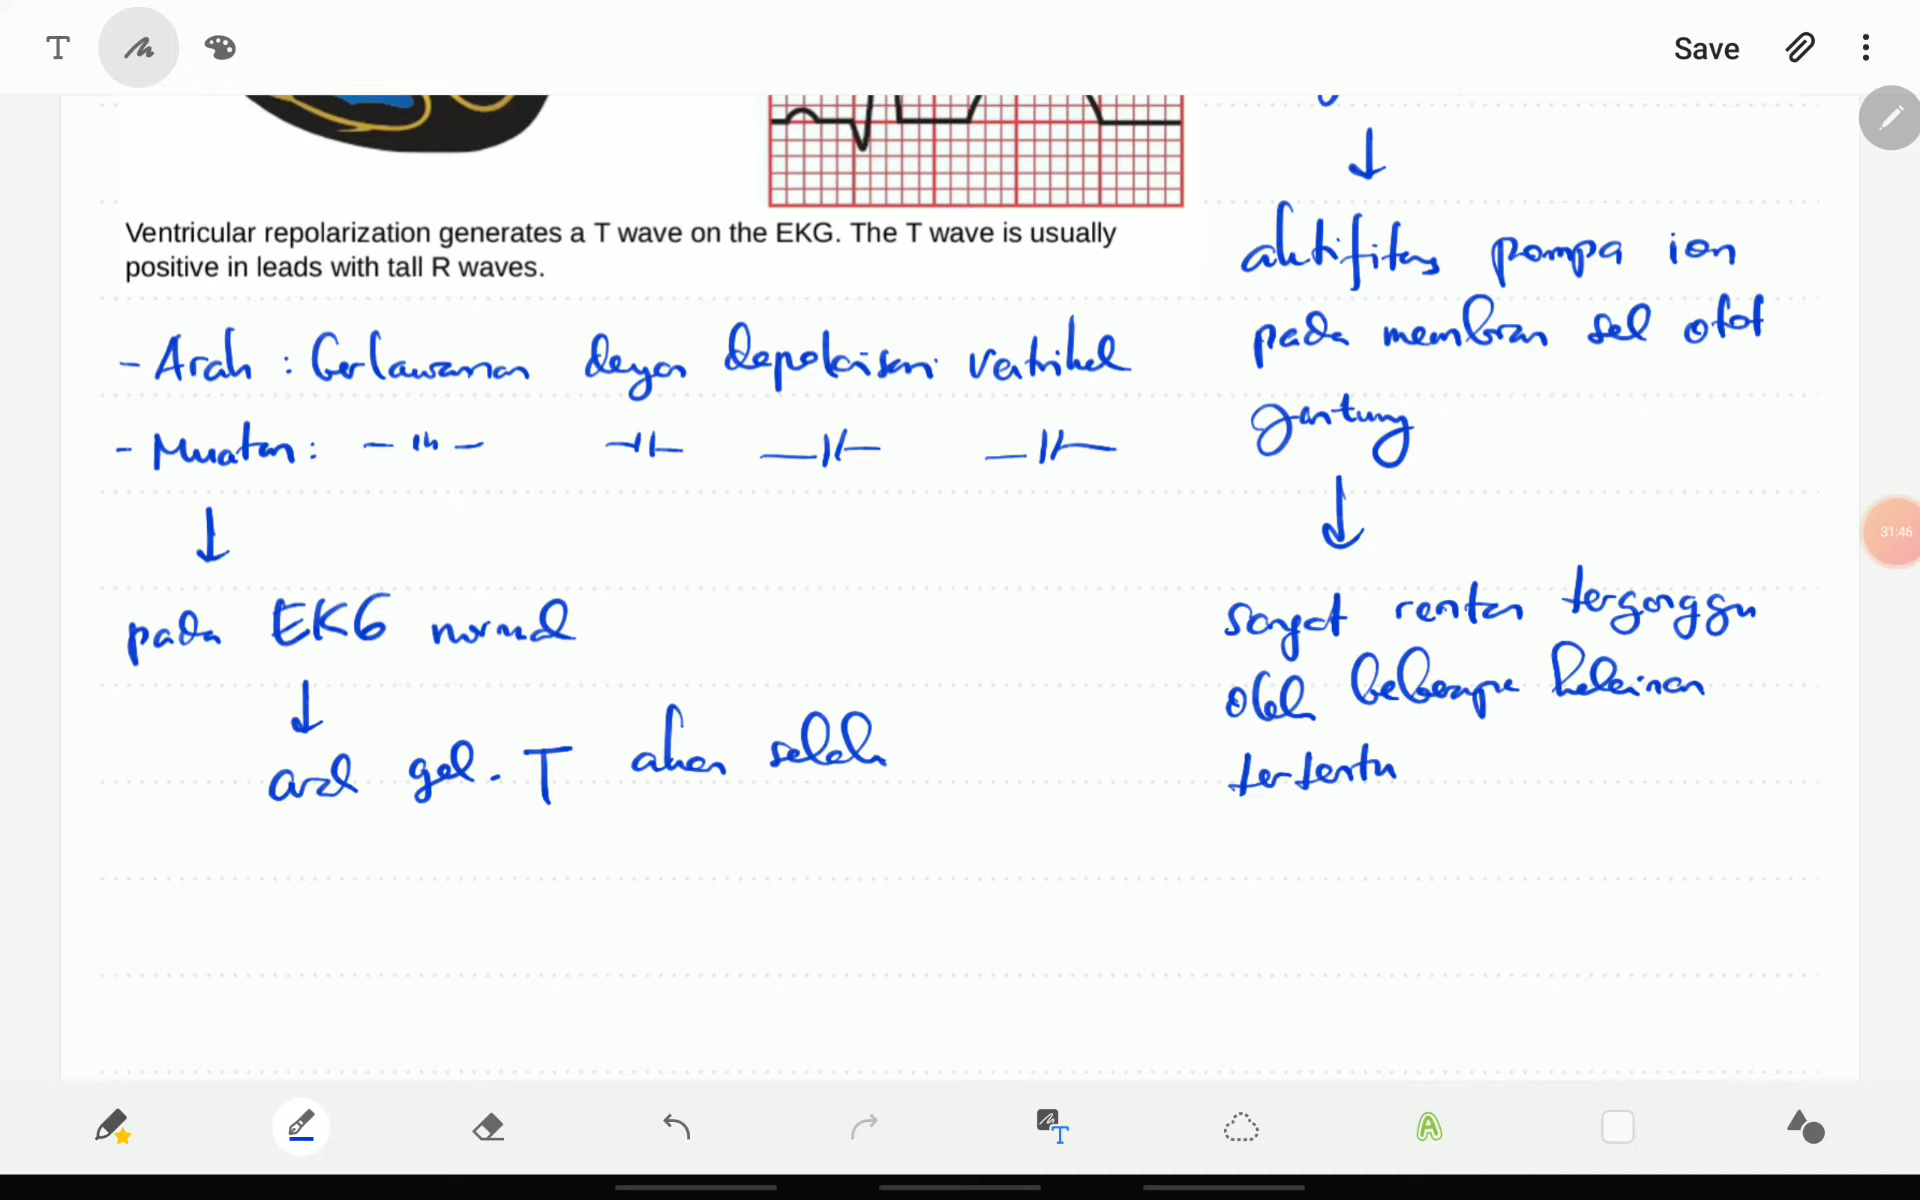 Save
31:46
Ventricular repolarization generates a T wave on the EKG. The T wave is usually
positive in leads with tall R waves.
- Arah : berlawanan dengan depolarisasi ventrikel
- Muatan : - " - - " - - " - - " -
↓
pada EKG normal
↓
arah gel. T akan selalu
↓
aktifitas pompa ion
pada membran sel otot
jantung
↓
sangat rentan terganggu
oleh beberapa kelainan
tertentu